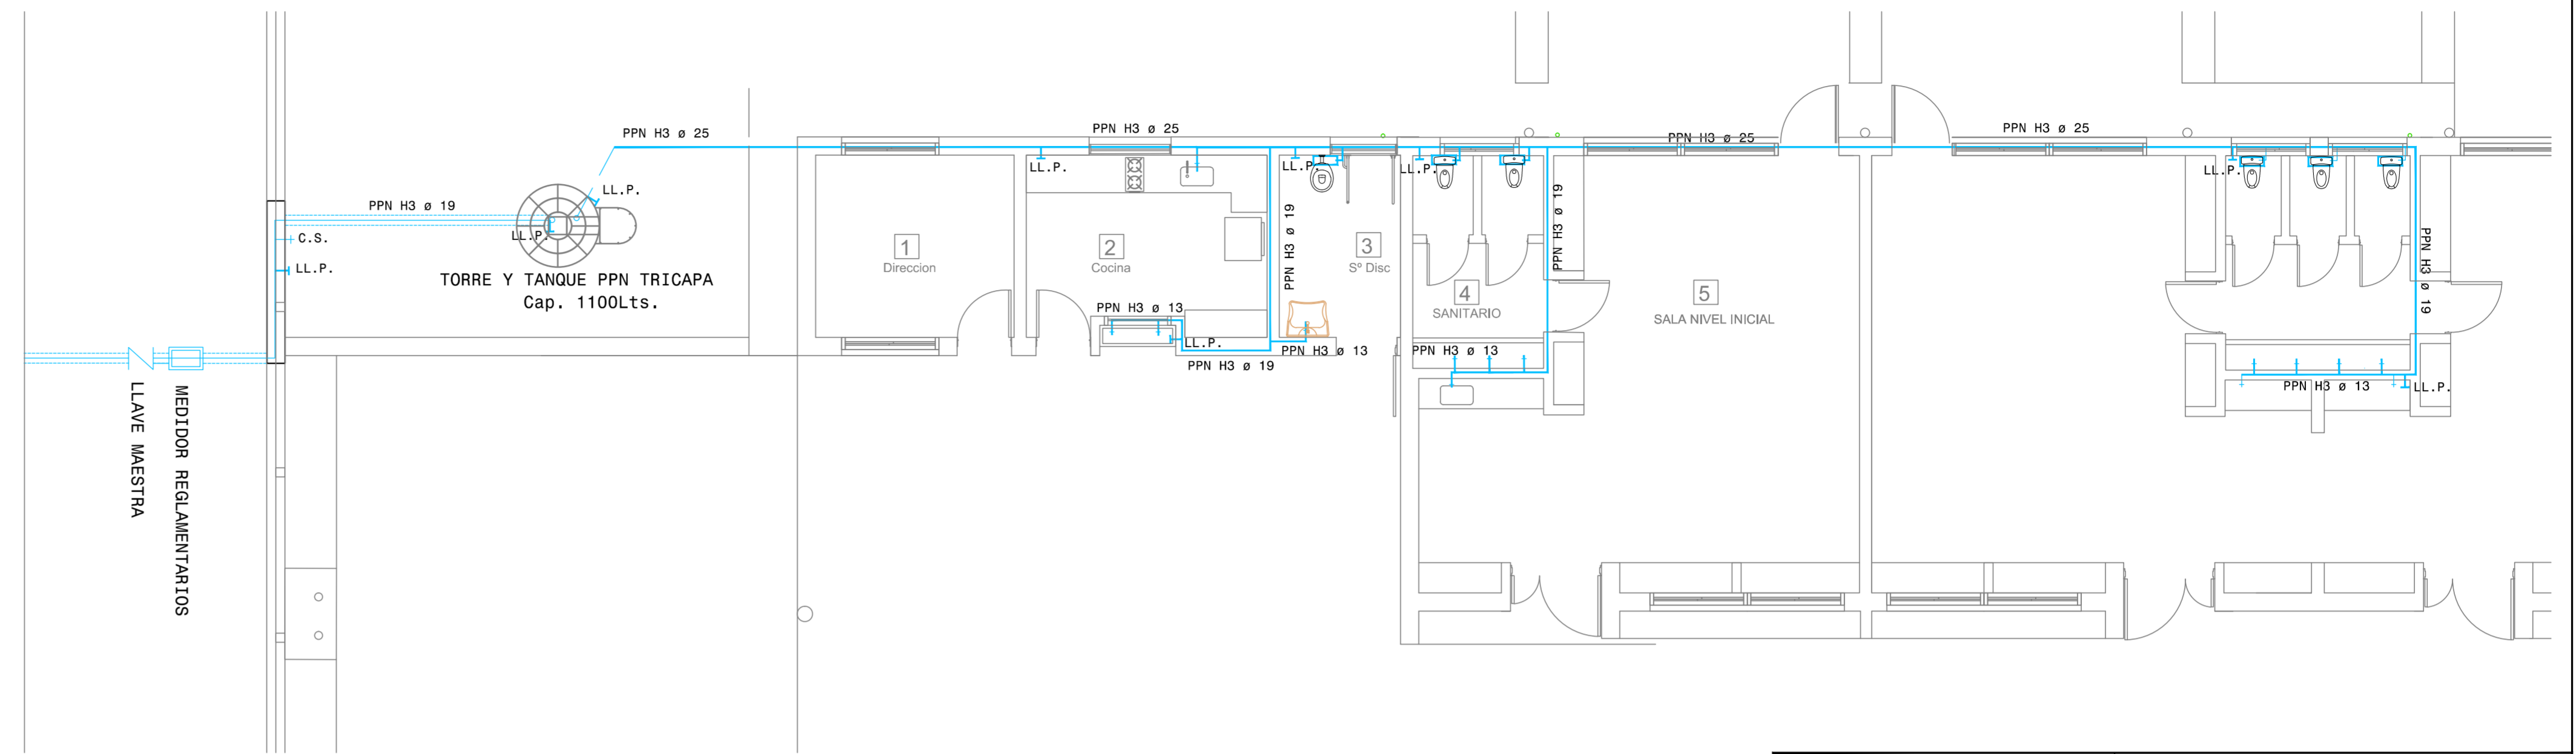 PPN H3 ø 25
PPN H3 ø 25
PPN H3 ø 25
PPN H3 ø 25
LL.P.
LL.P.
LL.P.
LL.P.
LL.P.
PPN H3 ø 19
LL.P.
C.S.
LL.P.
TORRE Y TANQUE PPN TRICAPA
Cap. 1100Lts.
1
Direccion
2
Cocina
PPN H3 ø 19
3
Sº Disc
PPN H3 ø 19
4
SANITARIO
5
SALA NIVEL INICIAL
PPN H3 ø 19
PPN H3 ø 13
LL.P.
PPN H3 ø 19
PPN H3 ø 13
PPN H3 ø 13
PPN H3 ø 13
LL.P.
LLAVE MAESTRA
MEDIDOR REGLAMENTARIOS